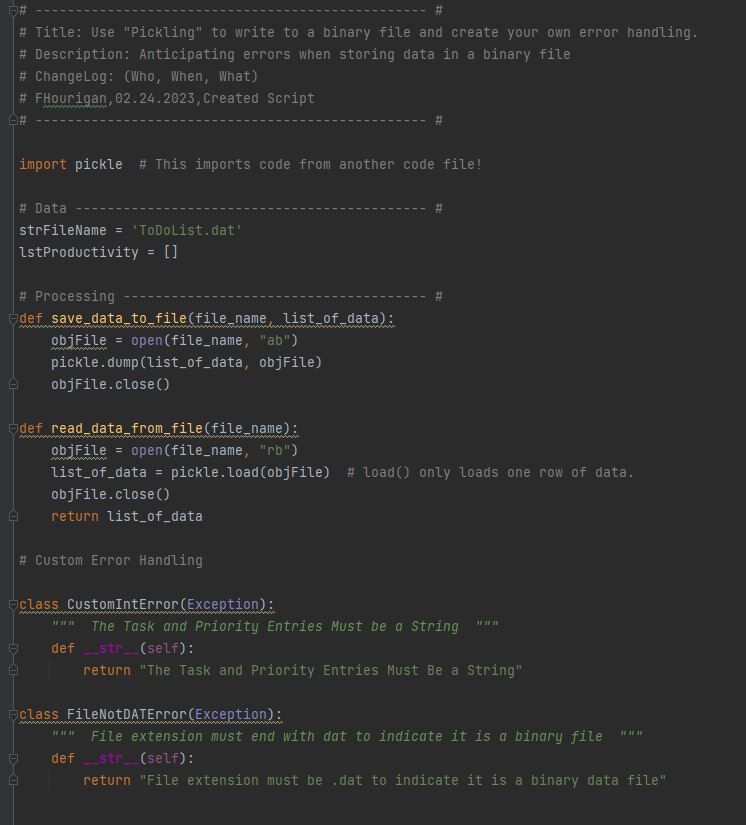 # ------------------------------------------------- #
# Title: Use "Pickling" to write to a binary file and create your own error handling.
# Description: Anticipating errors when storing data in a binary file
# ChangeLog: (Who, When, What)
# FHourigan,02.24.2023,Created Script
# ------------------------------------------------- #
import pickle  # This imports code from another code file!
# Data -------------------------------------------- #
strFileName = 'ToDoList.dat'
lstProductivity = []
# Processing -------------------------------------- #
def save_data_to_file(file_name, list_of_data):
    objFile = open(file_name, "ab")
    pickle.dump(list_of_data, objFile)
    objFile.close()
def read_data_from_file(file_name):
    objFile = open(file_name, "rb")
    list_of_data = pickle.load(objFile)  # load() only loads one row of data.
    objFile.close()
    return list_of_data
# Custom Error Handling
class CustomIntError(Exception):
    """  The Task and Priority Entries Must be a String  """
    def __str__(self):
        return "The Task and Priority Entries Must Be a String"
class FileNotDATError(Exception):
    """  File extension must end with dat to indicate it is a binary file  """
    def __str__(self):
        return "File extension must be .dat to indicate it is a binary data file"